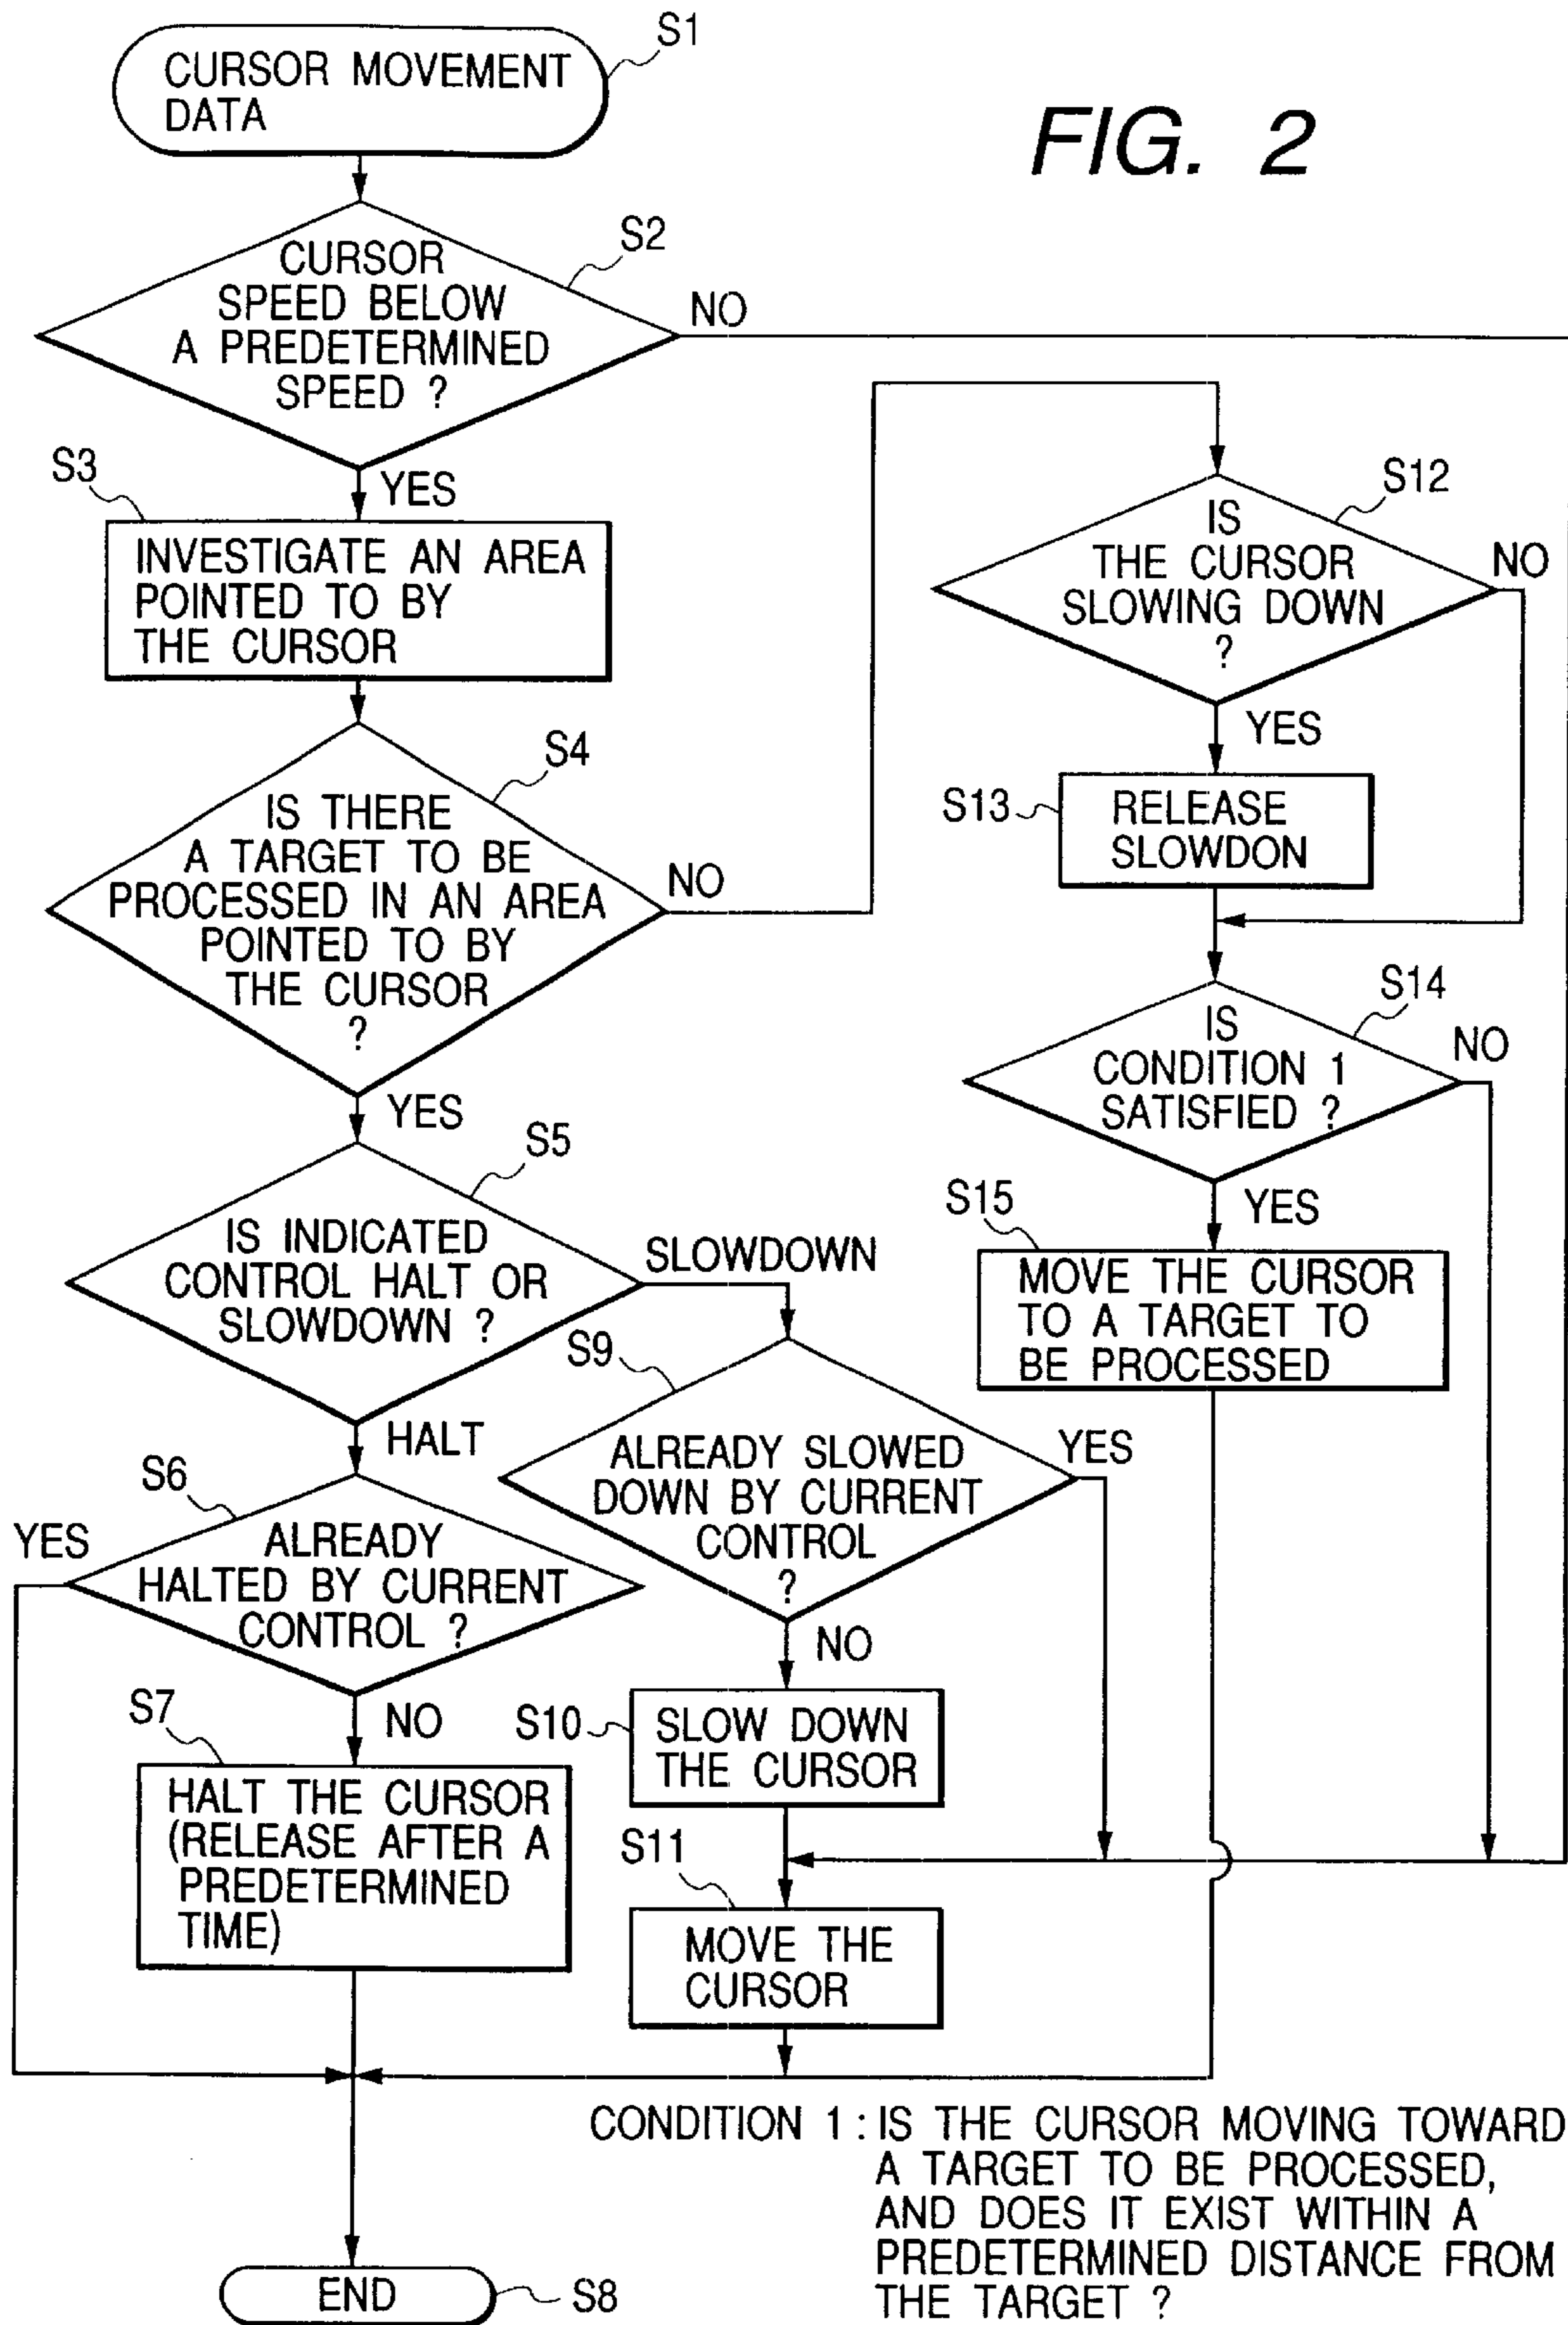 FIG. 2
S1
CURSOR MOVEMENT
DATA
S2
CURSOR
SPEED BELOW
A PREDETERMINED
SPEED ?
NO
YES
S3
INVESTIGATE AN AREA
POINTED TO BY
THE CURSOR
S4
IS THERE
A TARGET TO BE
PROCESSED IN AN AREA
POINTED TO BY
THE CURSOR
?
NO
YES
S5
IS INDICATED
CONTROL HALT OR
SLOWDOWN ?
SLOWDOWN
HALT
S6
YES
ALREADY
HALTED BY CURRENT
CONTROL ?
NO
S7
HALT THE CURSOR
(RELEASE AFTER A
PREDETERMINED
TIME)
S9
ALREADY SLOWED
DOWN BY CURRENT
CONTROL
?
YES
NO
S10
SLOW DOWN
THE CURSOR
S11
MOVE THE
CURSOR
S12
IS
THE CURSOR
SLOWING DOWN
?
NO
YES
S13
RELEASE
SLOWDON
S14
IS
CONDITION 1
SATISFIED ?
NO
YES
S15
MOVE THE CURSOR
TO A TARGET TO
BE PROCESSED
CONDITION 1 : IS THE CURSOR MOVING TOWARD
A TARGET TO BE PROCESSED,
AND DOES IT EXIST WITHIN A
PREDETERMINED DISTANCE FROM
THE TARGET ?
END
S8